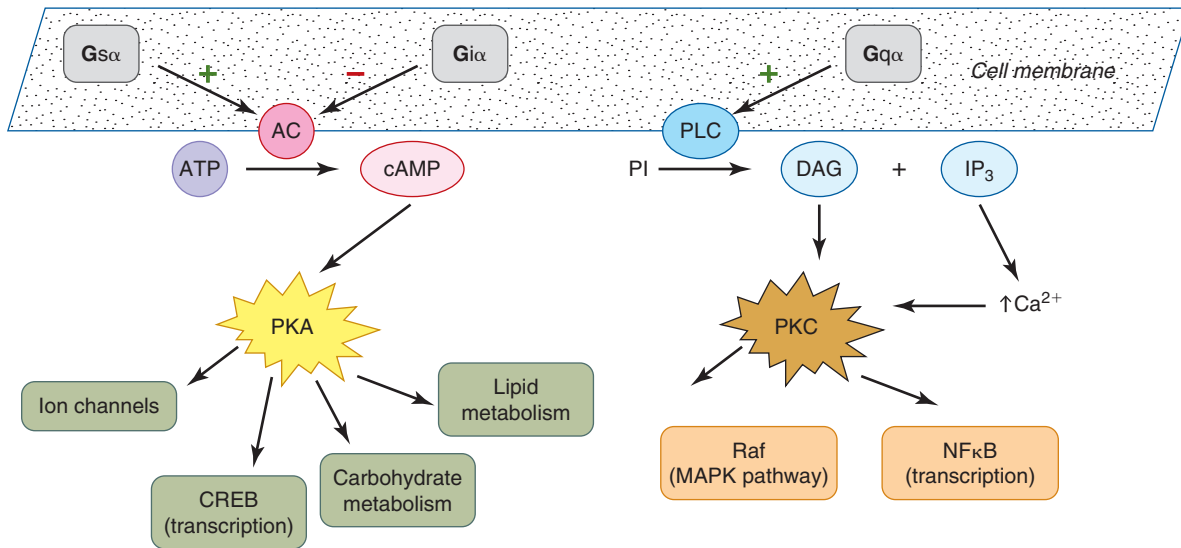 Gsα
Giα
Gqα
+
−
+
Cell membrane
AC
PLC
ATP
cAMP
PI
DAG
+
IP₃
PKA
PKC
↑Ca²⁺
Ion channels
Lipid
metabolism
CREB
(transcription)
Carbohydrate
metabolism
Raf
(MAPK pathway)
NFκB
(transcription)